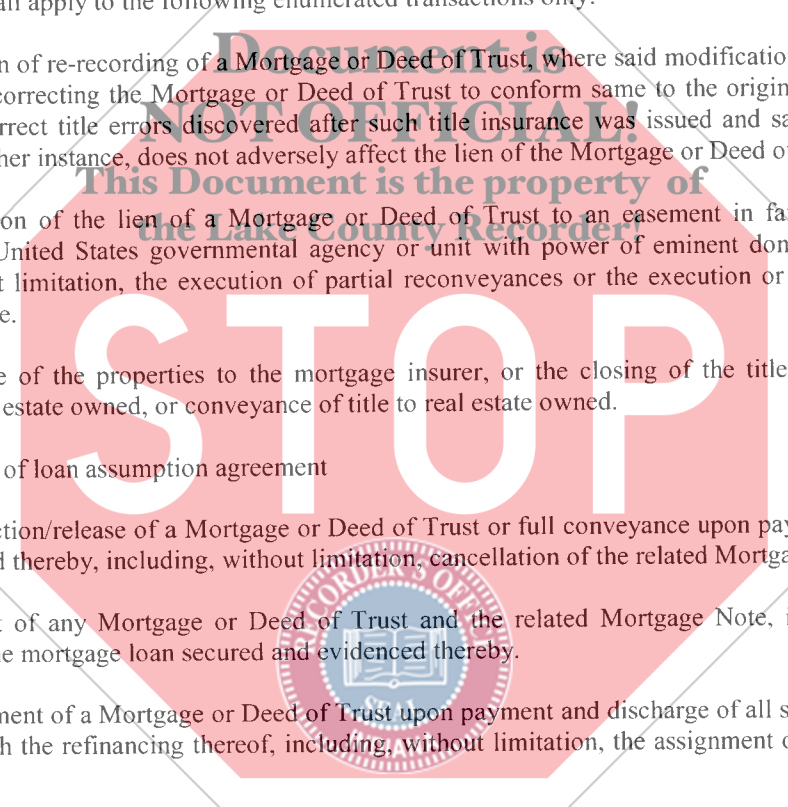 all apply to the following enumerated transactions only:
n of re-recording of a Mortgage or Deed of Trust, where said modificatio
correcting the Mortgage or Deed of Trust to conform same to the origin
rrect title errors discovered after such title insurance was issued and sa
her instance, does not adversely affect the lien of the Mortgage or Deed o
Document is
NOT OFFICIAL!
This Document is the property of
the Lake County Recorder!
on of the lien of a Mortgage or Deed of Trust to an easement in fa
United States governmental agency or unit with power of eminent don
t limitation, the execution of partial reconveyances or the execution or
e.
STOP
e of the properties to the mortgage insurer, or the closing of the title
estate owned, or conveyance of title to real estate owned.
of loan assumption agreement
ction/release of a Mortgage or Deed of Trust or full conveyance upon pay
d thereby, including, without limitation, cancellation of the related Mortga
t of any Mortgage or Deed of Trust and the related Mortgage Note, i
e mortgage loan secured and evidenced thereby.
RECORDER'S OFFICE
SEAL
ment of a Mortgage or Deed of Trust upon payment and discharge of all s
h the refinancing thereof, including, without limitation, the assignment o